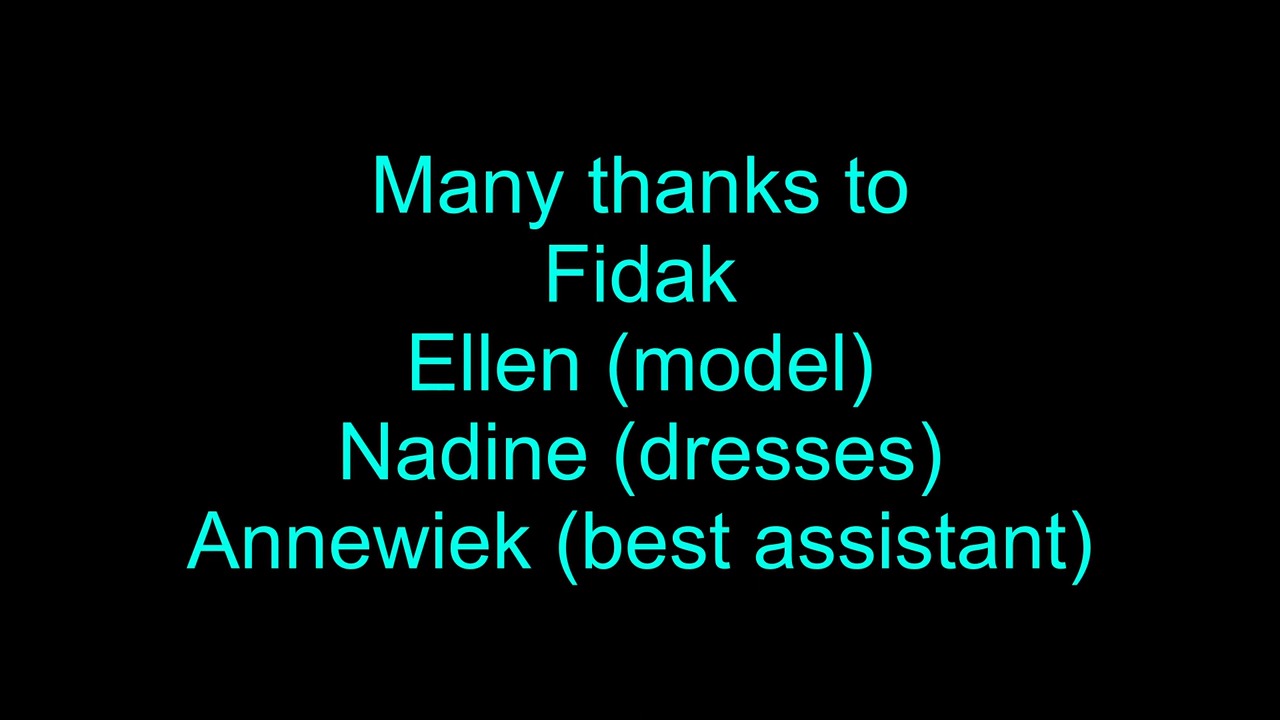 Many thanks to
Fidak
Ellen (model)
Nadine (dresses)
Annewiek (best assistant)